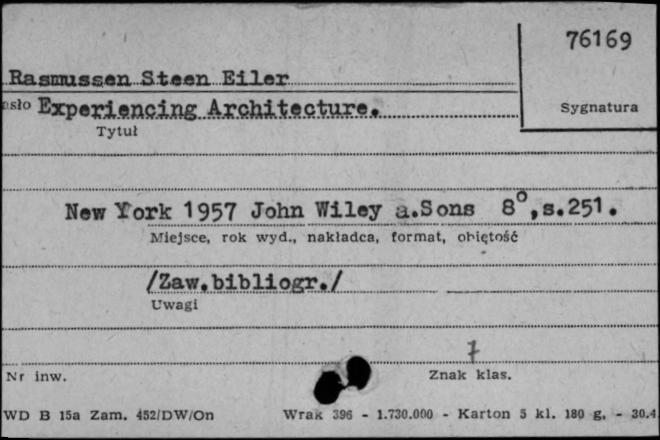 76169
Rasmussen Steen Eiler
asło Experiencing Architecture.
Sygnatura
Tytuł
New York 1957 John Wiley a.Sons 8°,s.251.
Miejsce, rok wyd., nakładca, format, objętość
/Zaw.bibliogr./
Uwagi
7
Nr inw.
Znak klas.
WD B 15a Zam. 452/DW/On Wrak 396 - 1.730.000 - Karton 5 kl. 180 g. - 30.4